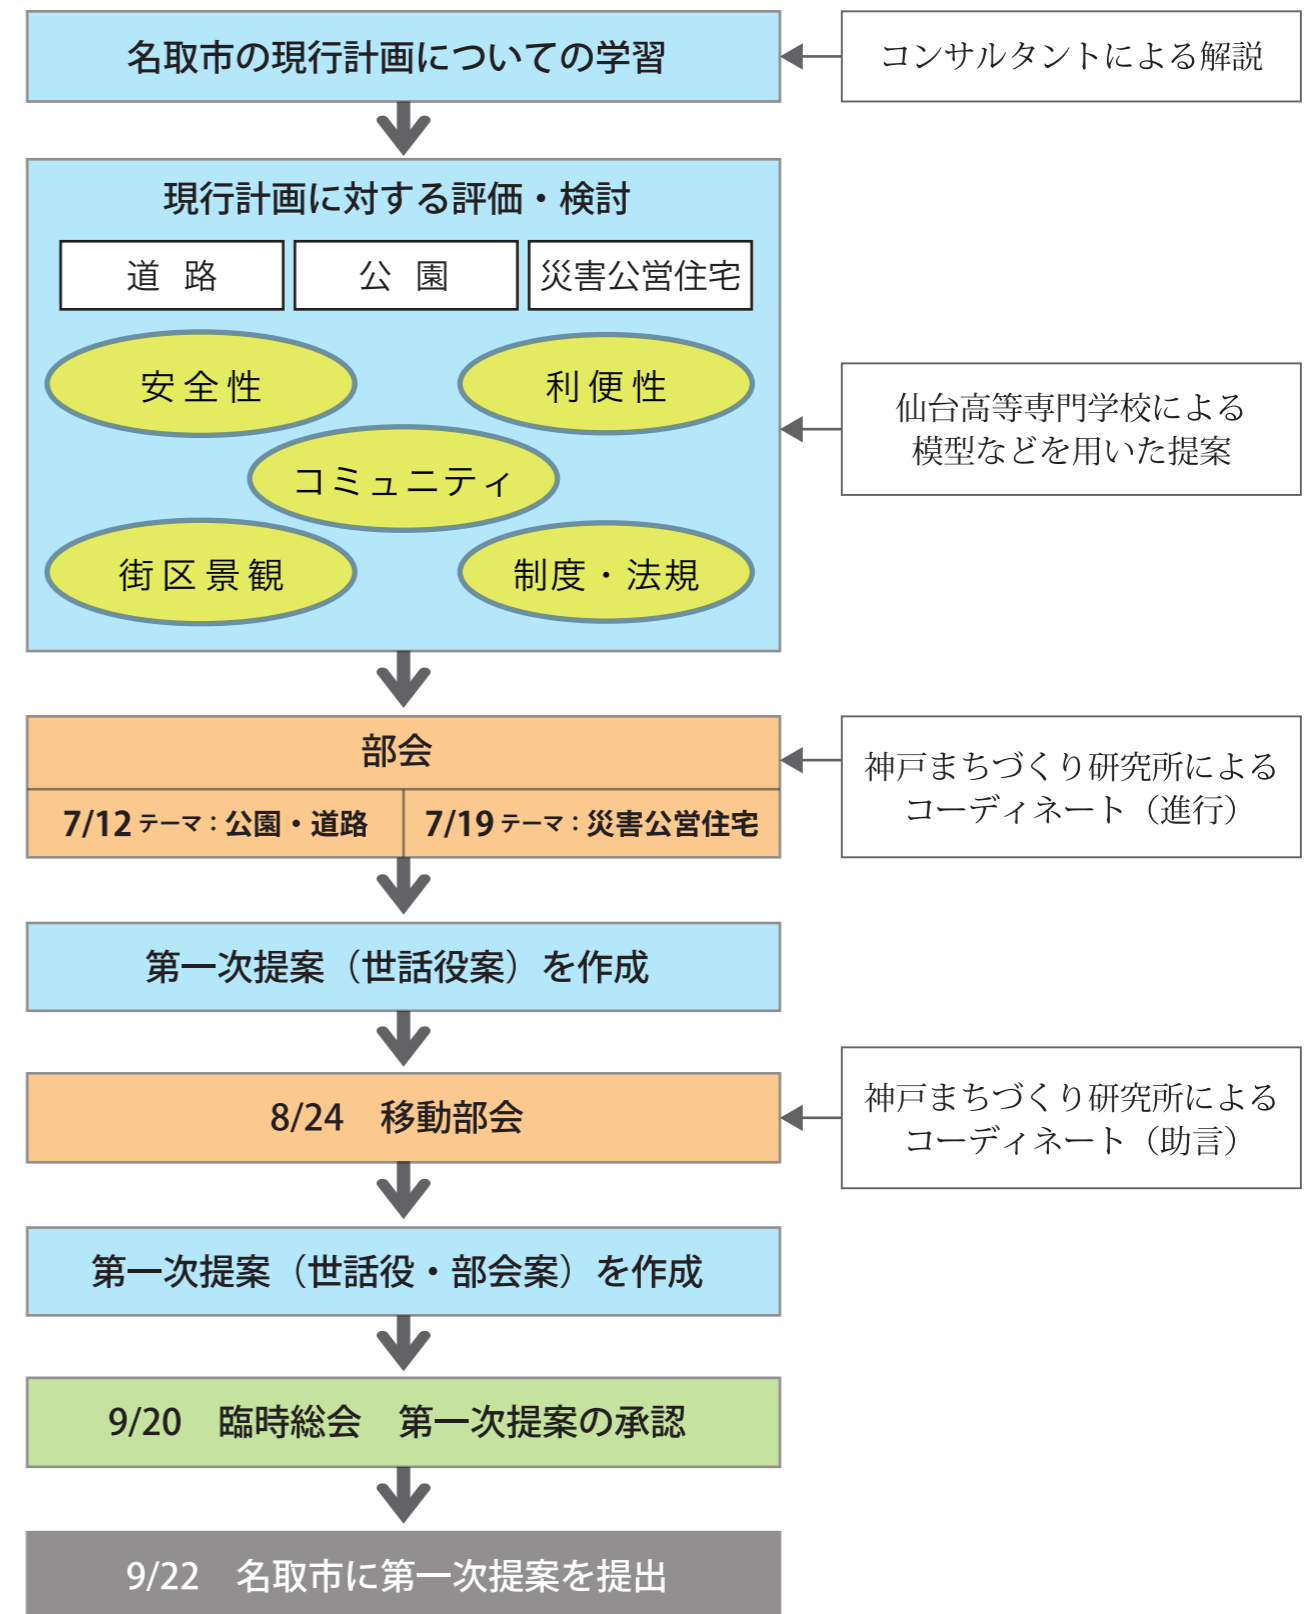 名取市の現行計画についての学習
コンサルタントによる解説
現行計画に対する評価・検討
道 路
公 園
災害公営住宅
安全性
利便性
コミュニティ
街区景観
制度・法規
仙台高等専門学校による
模型などを用いた提案
部会
7/12 テーマ：公園・道路
7/19 テーマ：災害公営住宅
神戸まちづくり研究所による
コーディネート（進行）
第一次提案（世話役案）を作成
8/24　移動部会
神戸まちづくり研究所による
コーディネート（助言）
第一次提案（世話役・部会案）を作成
9/20　臨時総会　第一次提案の承認
9/22　名取市に第一次提案を提出